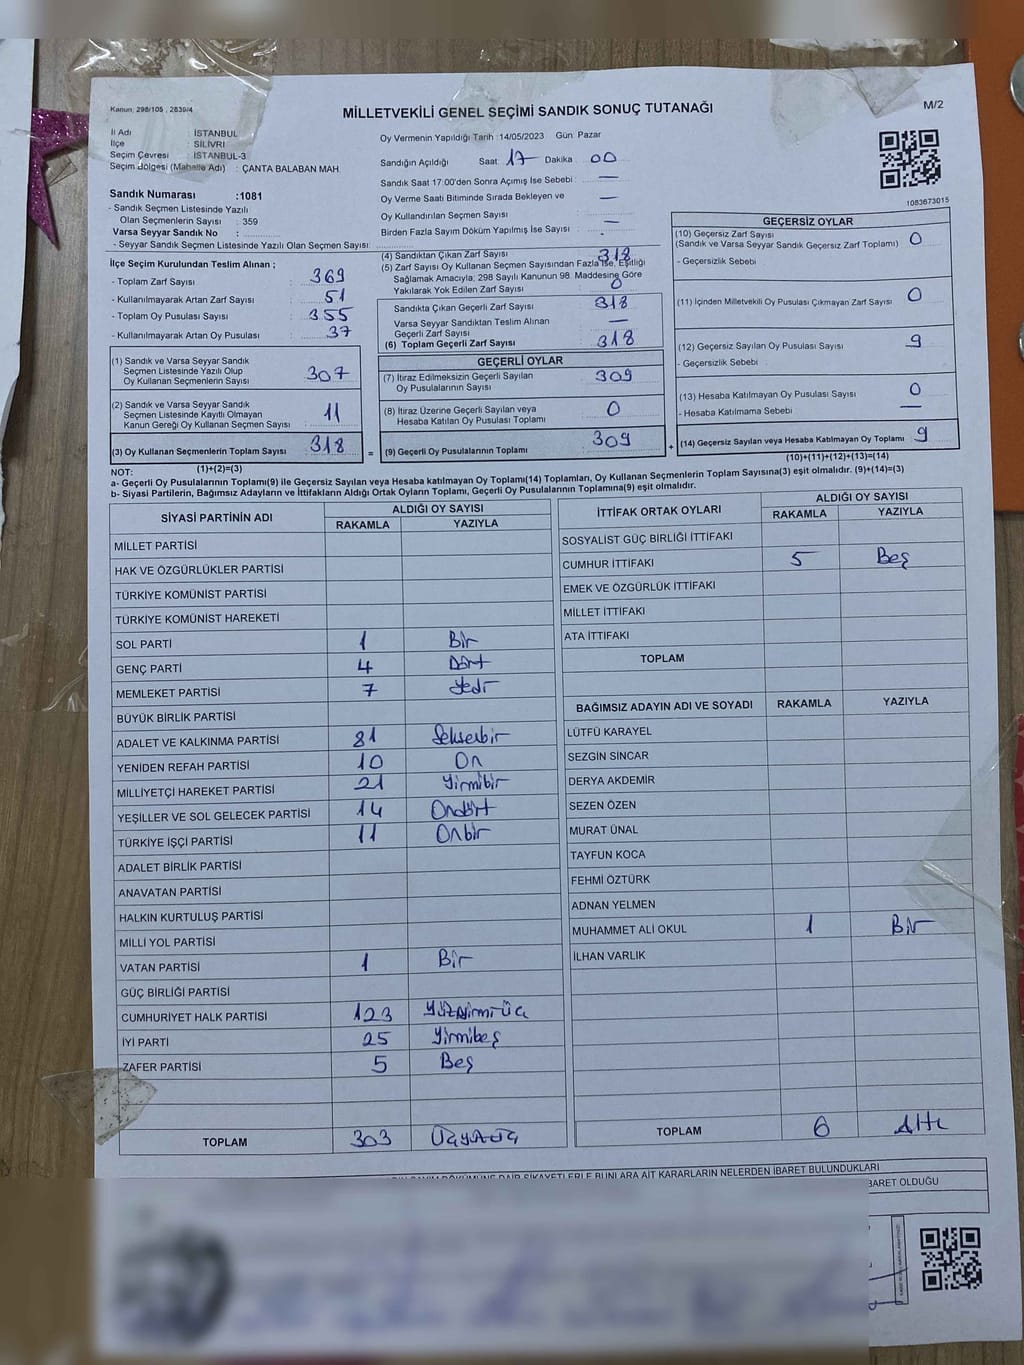 Kanun: 298/105 , 2839/4
MİLLETVEKİLİ GENEL SEÇİMİ SANDIK SONUÇ TUTANAĞI
M/2
İl Adı : İSTANBUL
İlçe : SİLİVRİ
Seçim Çevresi : İSTANBUL-3
Seçim Bölgesi (Mahalle Adı) : ÇANTA BALABAN MAH.
Sandık Numarası :1081
- Sandık Seçmen Listesinde Yazılı
Olan Seçmenlerin Sayısı : 359
Varsa Seyyar Sandık No :
- Seyyar Sandık Seçmen Listesinde Yazılı Olan Seçmen Sayısı:
Oy Vermenin Yapıldığı Tarih :14/05/2023 Gün: Pazar
Sandığın Açıldığı Saat: 17 Dakika : 00
Sandık Saat 17:00'den Sonra Açımış İse Sebebi : —
Oy Verme Saati Bitiminde Sırada Bekleyen ve —
Oy Kullandırılan Seçmen Sayısı :
Birden Fazla Sayım Döküm Yapılmış İse Sayısı : —
1083673015
İlçe Seçim Kurulundan Teslim Alınan ;
- Toplam Zarf Sayısı : 369
- Kullanılmayarak Artan Zarf Sayısı : 51
- Toplam Oy Pusulası Sayısı : 355
- Kullanılmayarak Artan Oy Pusulası : 37
(1) Sandık ve Varsa Seyyar Sandık
Seçmen Listesinde Yazılı Olup
Oy Kullanan Seçmenlerin Sayısı : 307
(2) Sandık ve Varsa Seyyar Sandık
Seçmen Listesinde Kayıtlı Olmayan
Kanun Gereği Oy Kullanan Seçmen Sayısı : 11
(3) Oy Kullanan Seçmenlerin Toplam Sayısı : 318
(1)+(2)=(3)
(4) Sandıktan Çıkan Zarf Sayısı : 318
(5) Zarf Sayısı Oy Kullanan Seçmen Sayısından Fazla İse, Eşitliği
Sağlamak Amacıyla; 298 Sayılı Kanunun 98. Maddesine Göre
Yakılarak Yok Edilen Zarf Sayısı : 0
Sandıkta Çıkan Geçerli Zarf Sayısı : 318
Varsa Seyyar Sandıktan Teslim Alınan
Geçerli Zarf Sayısı : —
(6) Toplam Geçerli Zarf Sayısı : 318
GEÇERLİ OYLAR
(7) İtiraz Edilmeksizin Geçerli Sayılan
Oy Pusulalarının Sayısı : 309
(8) İtiraz Üzerine Geçerli Sayılan veya
Hesaba Katılan Oy Pusulası Toplamı : 0
= (9) Geçerli Oy Pusulalarının Toplamı : 309 +
GEÇERSİZ OYLAR
(10) Geçersiz Zarf Sayısı : 0
(Sandık ve Varsa Seyyar Sandık Geçersiz Zarf Toplamı)
- Geçersizlik Sebebi :
(11) İçinden Milletvekili Oy Pusulası Çıkmayan Zarf Sayısı : 0
(12) Geçersiz Sayılan Oy Pusulası Sayısı : 9
- Geçersizlik Sebebi :
(13) Hesaba Katılmayan Oy Pusulası Sayısı : 0
- Hesaba Katılmama Sebebi : —
(14) Geçersiz Sayılan veya Hesaba Katılmayan Oy Toplamı : 9
(10)+(11)+(12)+(13)=(14)
NOT:
a- Geçerli Oy Pusulalarının Toplamı(9) ile Geçersiz Sayılan veya Hesaba katılmayan Oy Toplamı(14) Toplamları, Oy Kullanan Seçmenlerin Toplam Sayısına(3) eşit olmalıdır. (9)+(14)=(3)
b- Siyasi Partilerin, Bağımsız Adayların ve İttifakların Aldığı Ortak Oyların Toplamı, Geçerli Oy Pusulalarının Toplamına(9) eşit olmalıdır.
SİYASİ PARTİNİN ADI ALDIĞI OY SAYISI
RAKAMLA YAZIYLA
MİLLET PARTİSİ
HAK VE ÖZGÜRLÜKLER PARTİSİ
TÜRKİYE KOMÜNİST PARTİSİ
TÜRKİYE KOMÜNİST HAREKETİ
SOL PARTİ 1 Bir
GENÇ PARTİ 4 Dört
MEMLEKET PARTİSİ 7 Yedi
BÜYÜK BİRLİK PARTİSİ
ADALET VE KALKINMA PARTİSİ 81 Seksenbir
YENİDEN REFAH PARTİSİ 10 On
MİLLİYETÇİ HAREKET PARTİSİ 21 Yirmibir
YEŞİLLER VE SOL GELECEK PARTİSİ 14 Ondört
TÜRKİYE İŞÇİ PARTİSİ 11 Onbir
ADALET BİRLİK PARTİSİ
ANAVATAN PARTİSİ
HALKIN KURTULUŞ PARTİSİ
MİLLİ YOL PARTİSİ
VATAN PARTİSİ 1 Bir
GÜÇ BİRLİĞİ PARTİSİ
CUMHURİYET HALK PARTİSİ 123 Yüzyirmiüç
İYİ PARTİ 25 Yirmibeş
ZAFER PARTİSİ 5 Beş
TOPLAM 303 Üçyüzüç
İTTİFAK ORTAK OYLARI ALDIĞI OY SAYISI
RAKAMLA YAZIYLA
SOSYALİST GÜÇ BİRLİĞİ İTTİFAKI
CUMHUR İTTİFAKI 5 Beş
EMEK VE ÖZGÜRLÜK İTTİFAKI
MİLLET İTTİFAKI
ATA İTTİFAKI
TOPLAM
BAĞIMSIZ ADAYIN ADI VE SOYADI RAKAMLA YAZIYLA
LÜTFÜ KARAYEL
SEZGİN SİNCAR
DERYA AKDEMİR
SEZEN ÖZEN
MURAT ÜNAL
TAYFUN KOCA
FEHMİ ÖZTÜRK
ADNAN YELMEN
MUHAMMET ALİ OKUL 1 Bir
İLHAN VARLIK
TOPLAM 6 Altı
DÖKÜMÜNE DAİR ŞİKAYETLERLE BUNLARA AİT KARARLARIN NELERDEN İBARET BULUNDUKLARI
BARET OLDUĞU